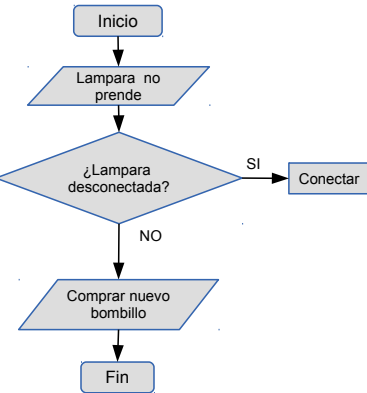 Inicio
Lampara no
prende
¿Lampara
desconectada?
SI
Conectar
NO
Comprar nuevo
bombillo
Fin